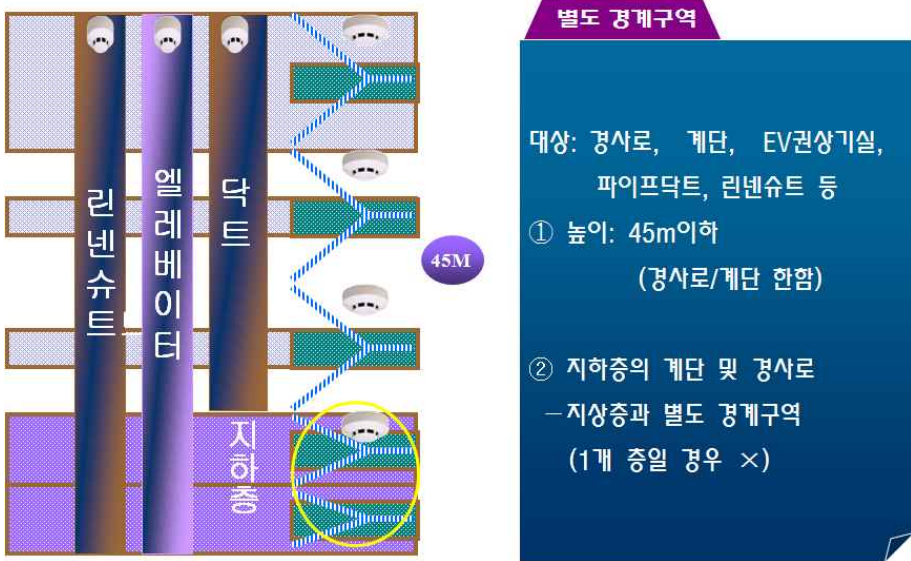 별도 경계구역
린넨슈트
엘레베이터
닥트
45M
지하층
대상: 경사로, 계단, EV권상기실,
파이프닥트, 린넨슈트 등
① 높이: 45m이하
(경사로/계단 한함)
② 지하층의 계단 및 경사로
-지상층과 별도 경계구역
(1개 층일 경우 ×)